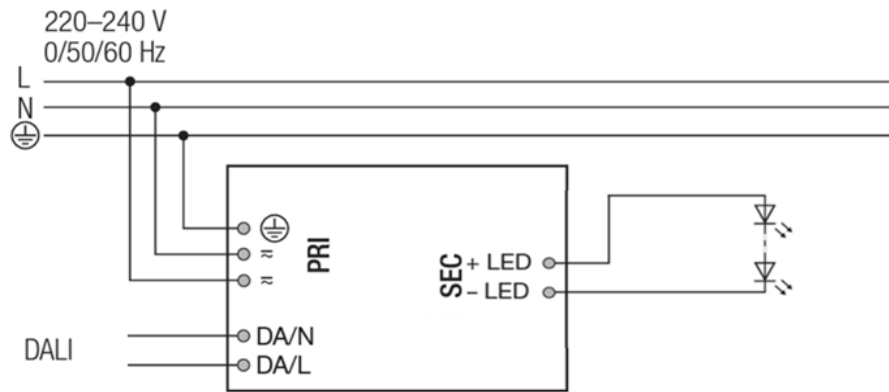 220–240 V
0/50/60 Hz
L
N
PRI
≂
≂
SEC
+ LED
– LED
DALI
DA/N
DA/L